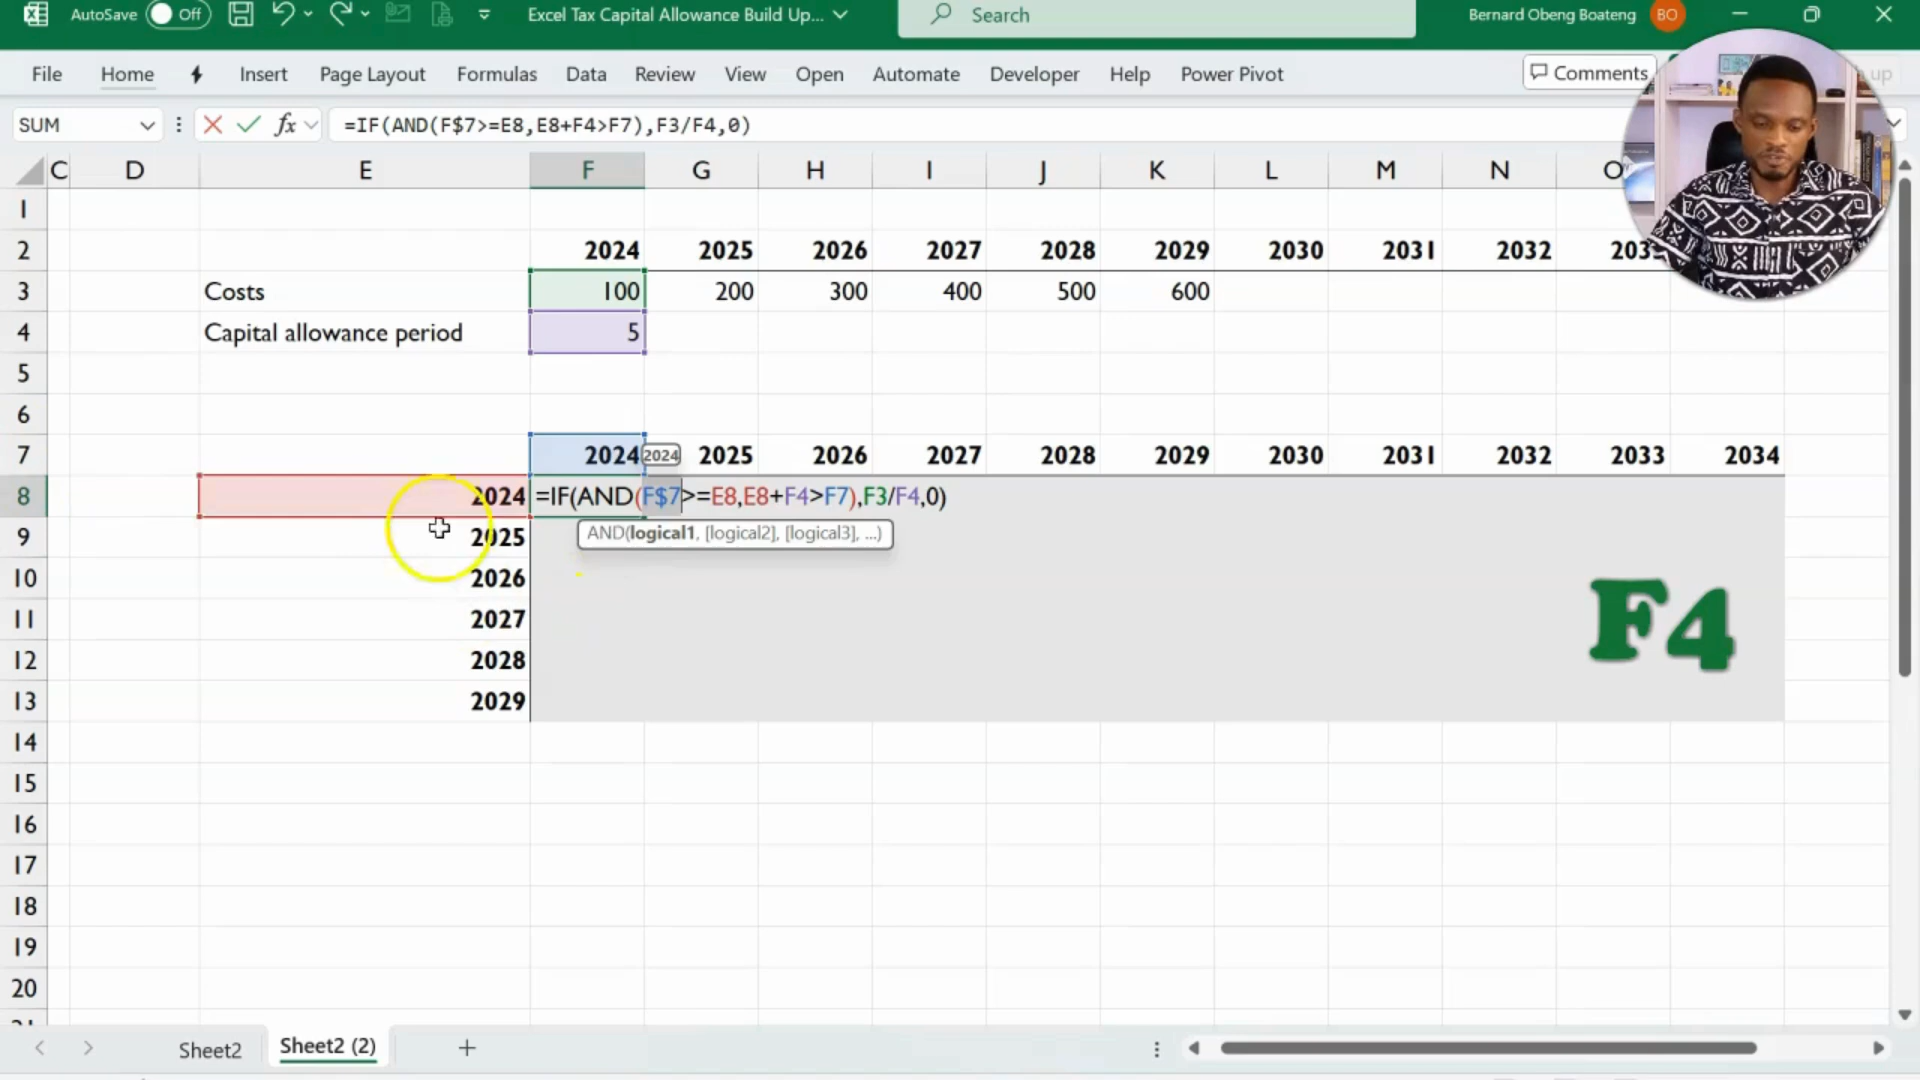 AutoSave Off Excel Tax Capital Allowance Build Up... Search Bernard Obeng Boateng BO
File Home Insert Page Layout Formulas Data Review View Open Automate Developer Help Power Pivot Comments
SUM fx =IF(AND(F$7>=E8,E8+F4>F7),F3/F4,0)
C D E F G H I J K L M N O
1
2 2024 2025 2026 2027 2028 2029 2030 2031 2032
3 Costs 100 200 300 400 500 600
4 Capital allowance period 5
5
6
7 2024 2024 2025 2026 2027 2028 2029 2030 2031 2032 2033 2034
8 2024 =IF(AND(F$7>=E8,E8+F4>F7),F3/F4,0)
9 2025 AND(logical1, [logical2], [logical3], ...)
10 2026
11 2027 F4
12 2028
13 2029
14
15
16
17
18
19
20
Sheet2 Sheet2 (2)